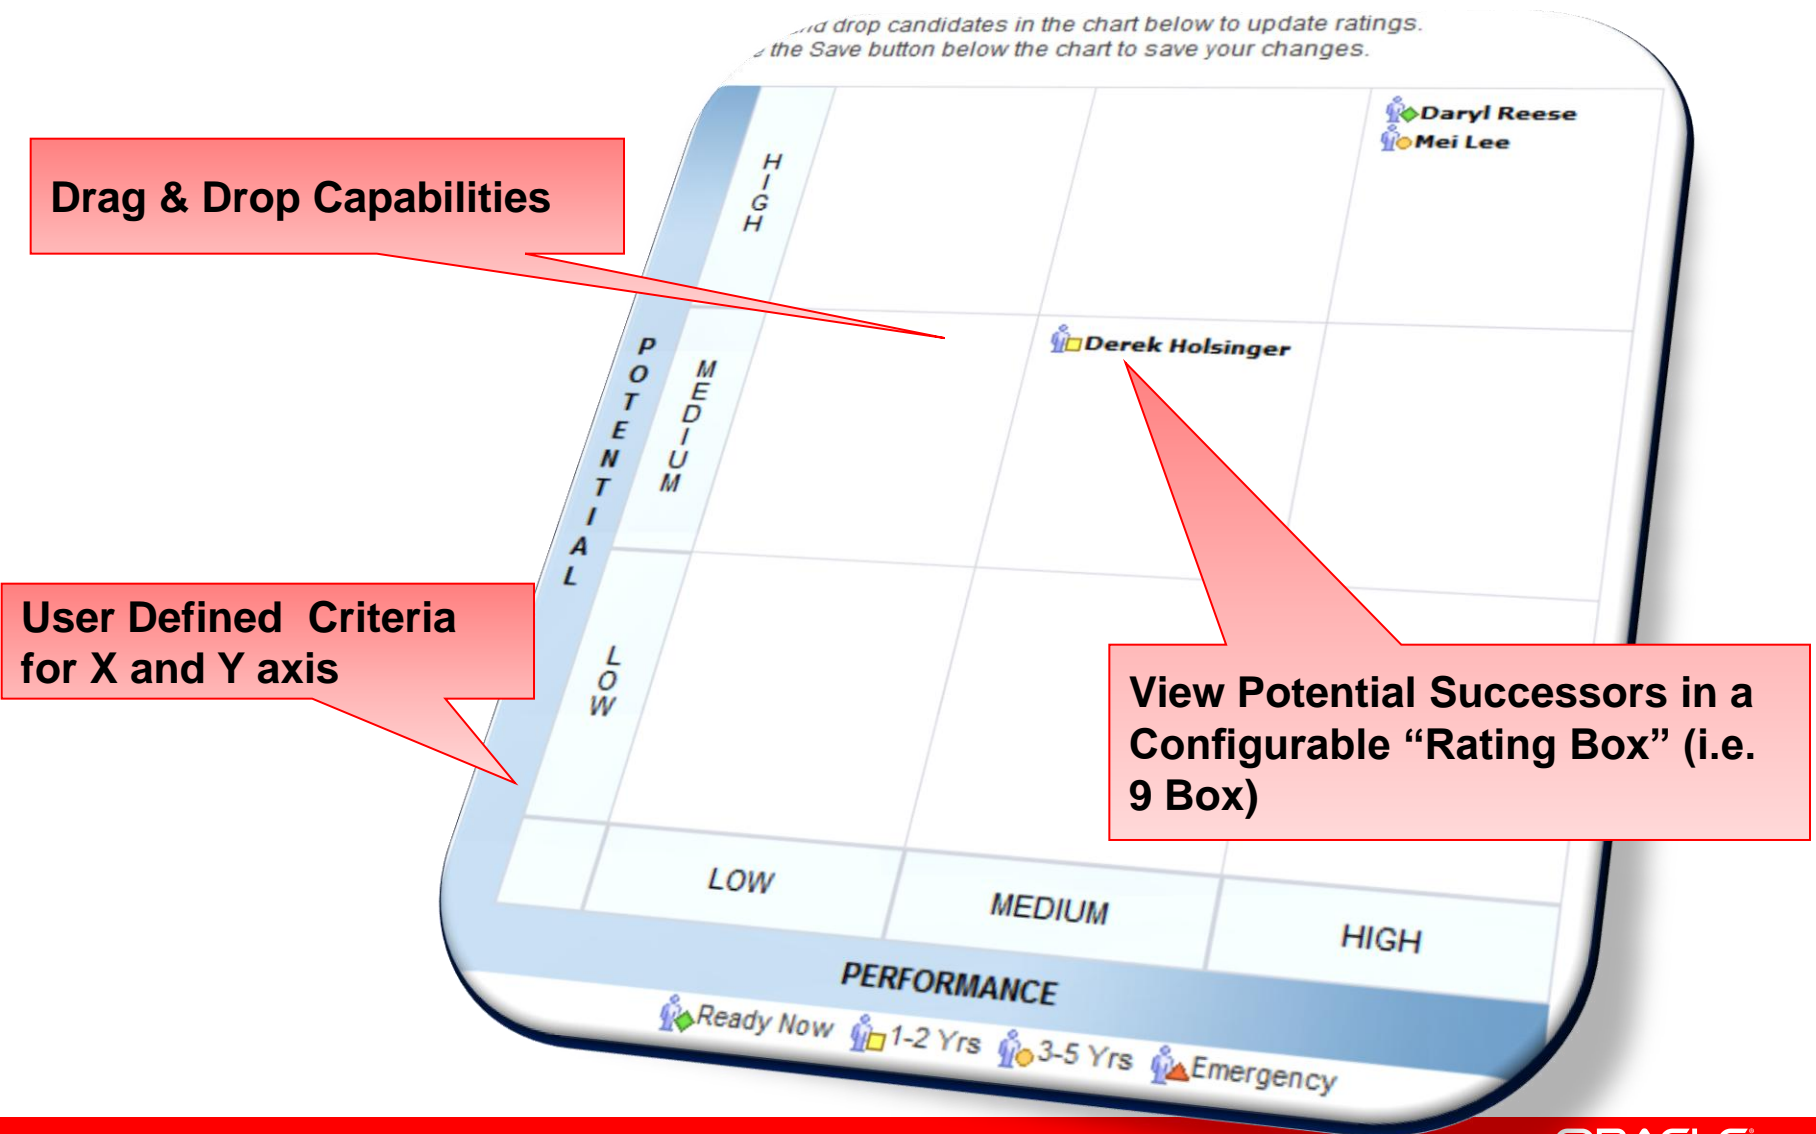 drop candidates in the chart below to update ratings.
the Save button below the chart to save your changes.
Daryl Reese
Mei Lee
HIGH
Drag & Drop Capabilities
Derek Holsinger
POTENTIAL
MEDIUM
User Defined  Criteria
for X and Y axis
LOW
View Potential Successors in a
Configurable “Rating Box” (i.e.
9 Box)
LOW
MEDIUM
HIGH
PERFORMANCE
Ready Now 1-2 Yrs 3-5 Yrs Emergency